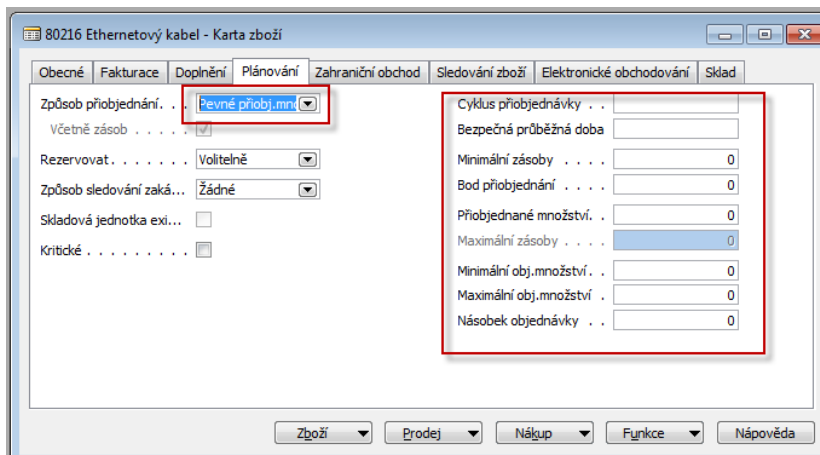 80216 Ethernetový kabel - Karta zboží
Obecné Fakturace Doplnění Plánování Zahraniční obchod Sledování zboží Elektronické obchodování Sklad
Způsob přiobjednání. . . Pevné přiobj.mno
Včetně zásob . . . . .
Rezervovat. . . . . . . Volitelně
Způsob sledování zaká... Žádné
Skladová jednotka exi...
Kritické . . . . . . . . .
Cyklus přiobjednávky . .
Bezpečná průběžná doba
Minimální zásoby . . . . 0
Bod přiobjednání . . . . 0
Přiobjednané množství. . 0
Maximální zásoby . . . . 0
Minimální obj.množství . . 0
Maximální obj.množství . 0
Násobek objednávky . . 0
Zboží Prodej Nákup Funkce Nápověda